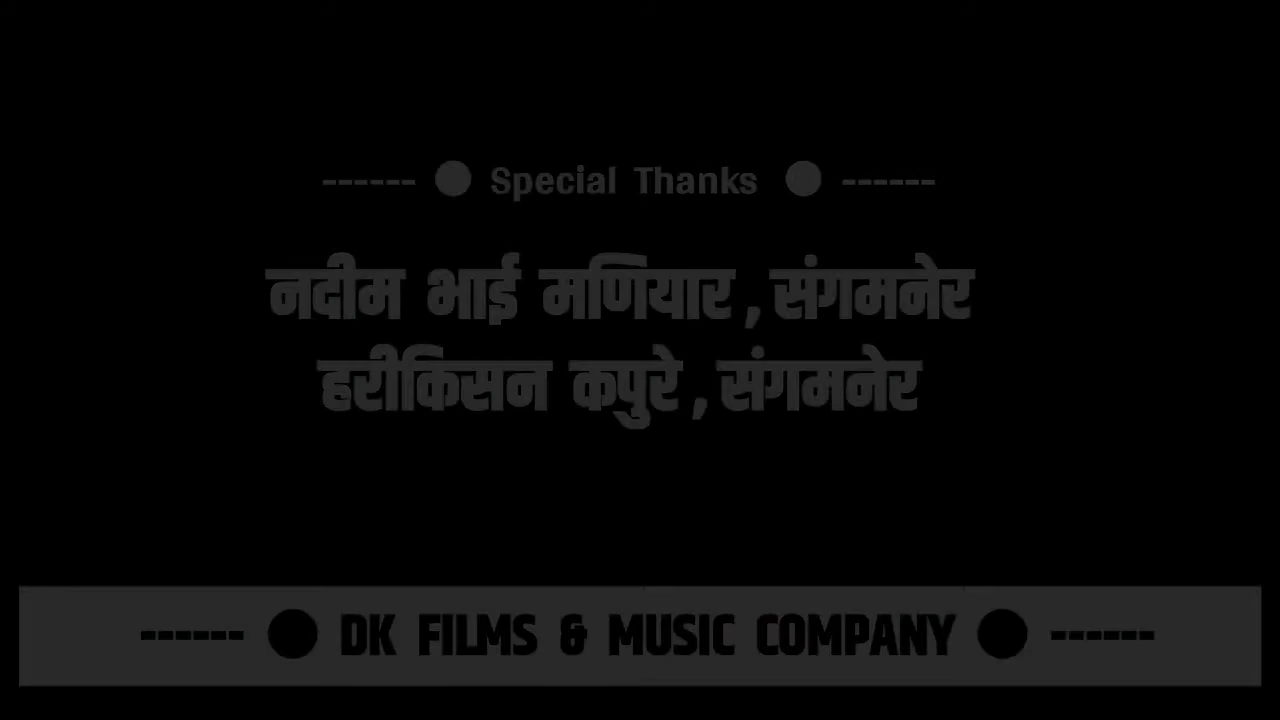 ------ ● Special Thanks ● ------
नदीम भाई मणियार , संगमनेर
हरीकिसन कपुरे , संगमनेर
------ ● DK FILMS & MUSIC COMPANY ● ------